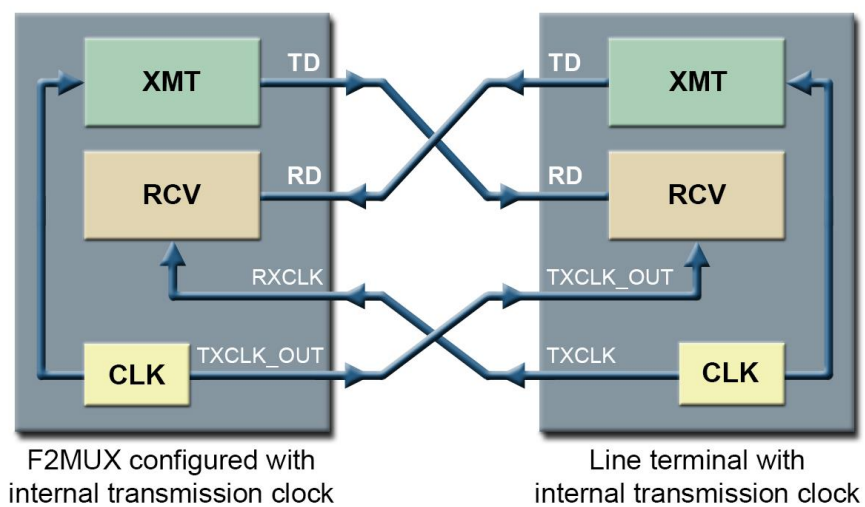 XMT
TD
TD
XMT
RCV
RD
RD
RCV
RXCLK
TXCLK_OUT
CLK
TXCLK_OUT
TXCLK
CLK
F2MUX configured with
internal transmission clock
Line terminal with
internal transmission clock